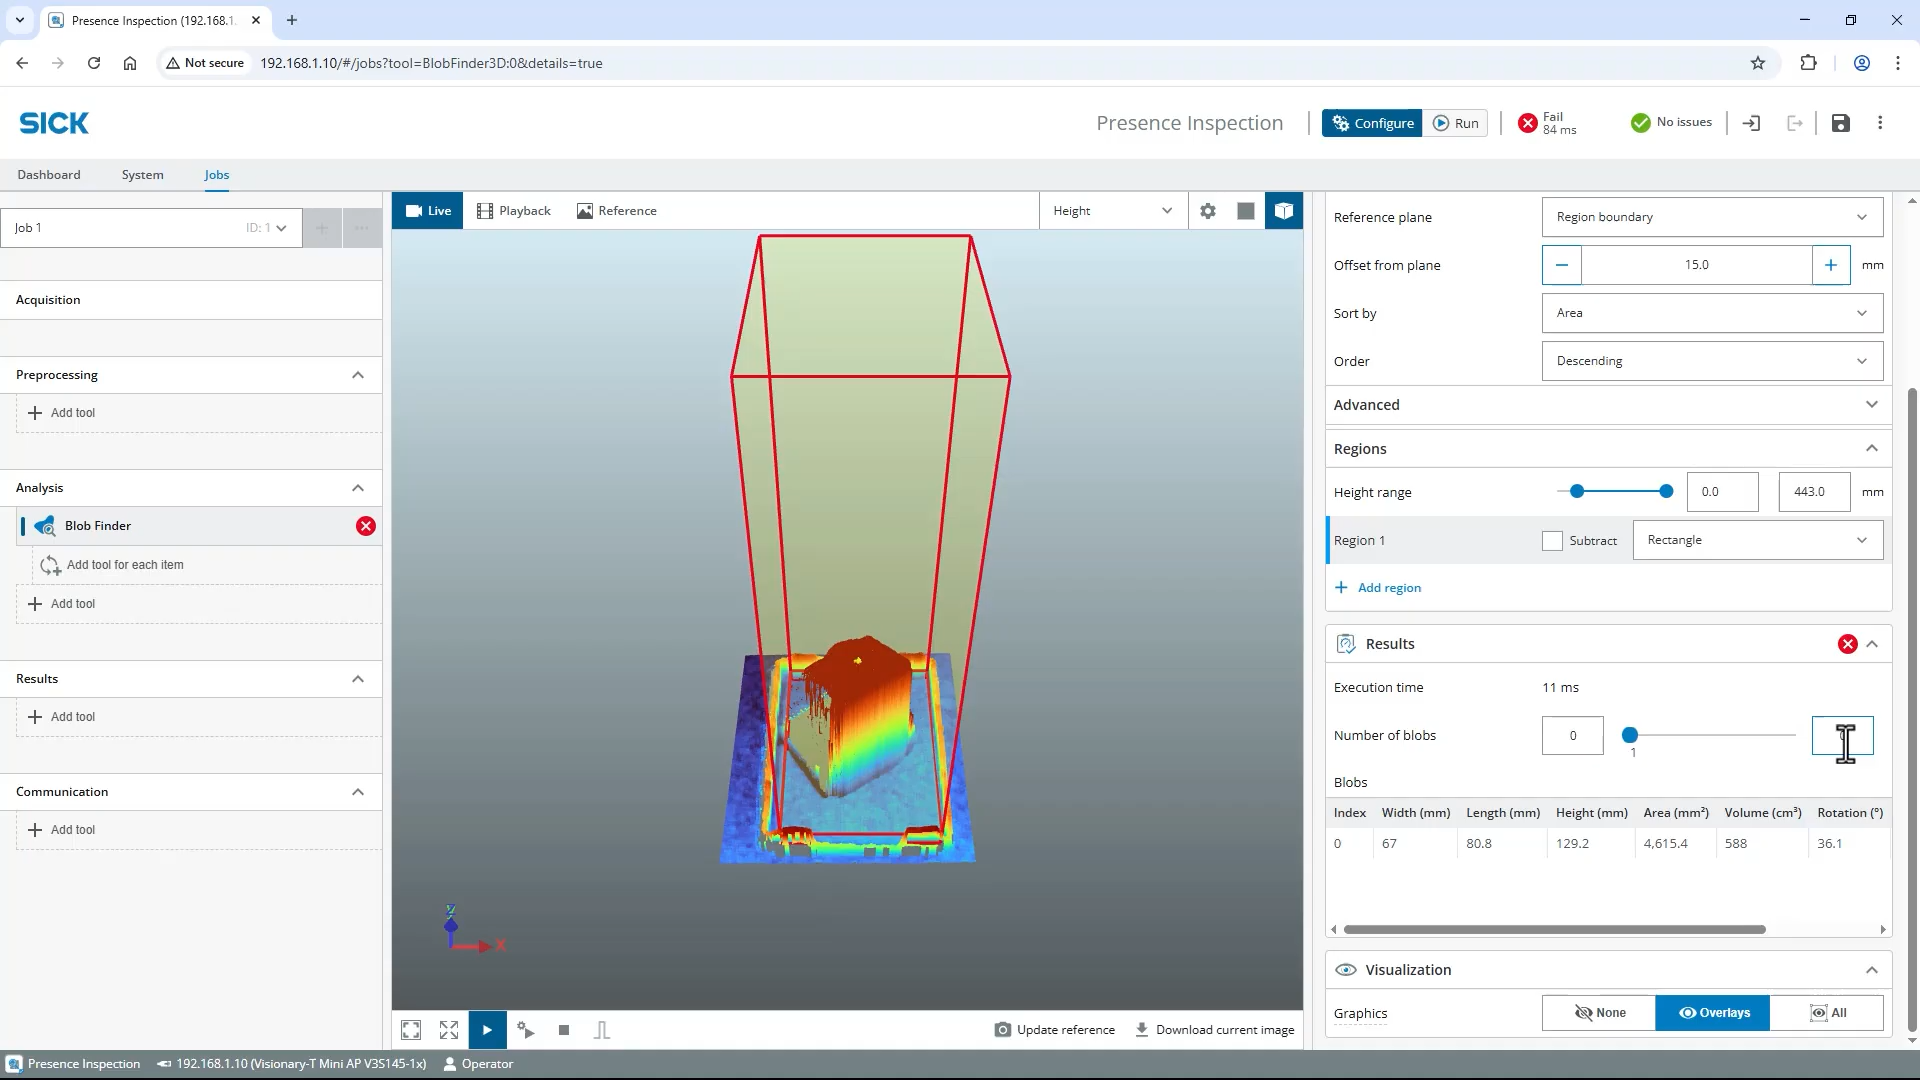 Presence Inspection (192.168.1.
Not secure
192.168.1.10/#/jobs?tool=BlobFinder3D:0&details=true
SICK
Presence Inspection
Configure
Run
Fail
84 ms
No issues
Dashboard
System
Jobs
Job 1
ID: 1
Live
Playback
Reference
Height
Acquisition
Preprocessing
Add tool
Analysis
Blob Finder
Add tool for each item
Add tool
Results
Add tool
Communication
Add tool
Z
X
Update reference
Download current image
Reference plane
Region boundary
Offset from plane
15.0
mm
Sort by
Area
Order
Descending
Advanced
Regions
Height range
0.0
443.0
mm
Region 1
Subtract
Rectangle
Add region
Results
Execution time
11 ms
Number of blobs
0
1
Blobs
Index Width (mm) Length (mm) Height (mm) Area (mm²) Volume (cm³) Rotation (°)
0 67 80.8 129.2 4,615.4 588 36.1
Visualization
Graphics
None
Overlays
All
Presence Inspection
192.168.1.10 (Visionary-T Mini AP V3S145-1x)
Operator